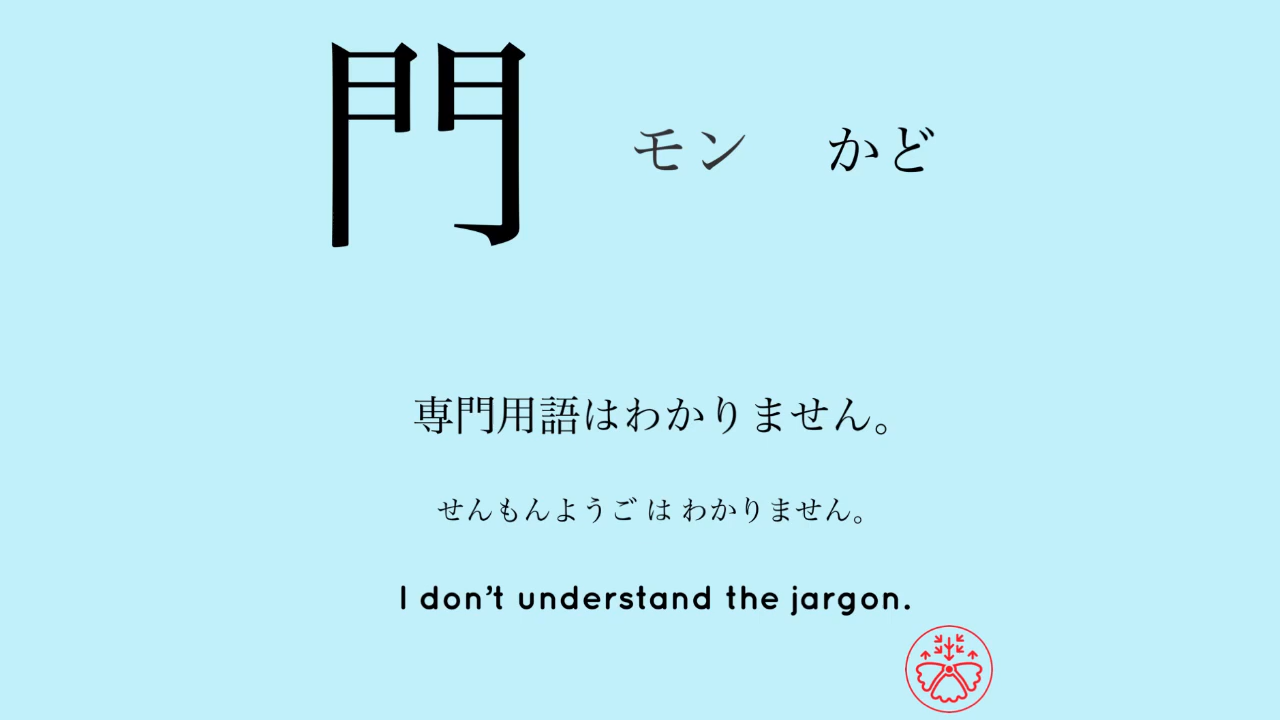 門 モン かど
専門用語はわかりません。
せんもんようご は わかりません。
I don't understand the jargon.